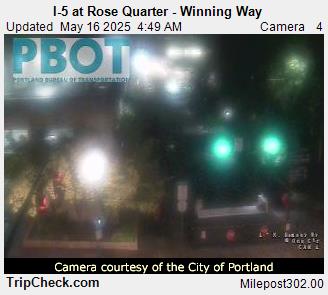 I-5 at Rose Quarter - Winning Way
Updated May 16 2025 4:49 AM Camera 4
PBOT
PORTLAND BUREAU OF TRANSPORTATION
Camera courtesy of the City of Portland
TripCheck.com Milepost302.00